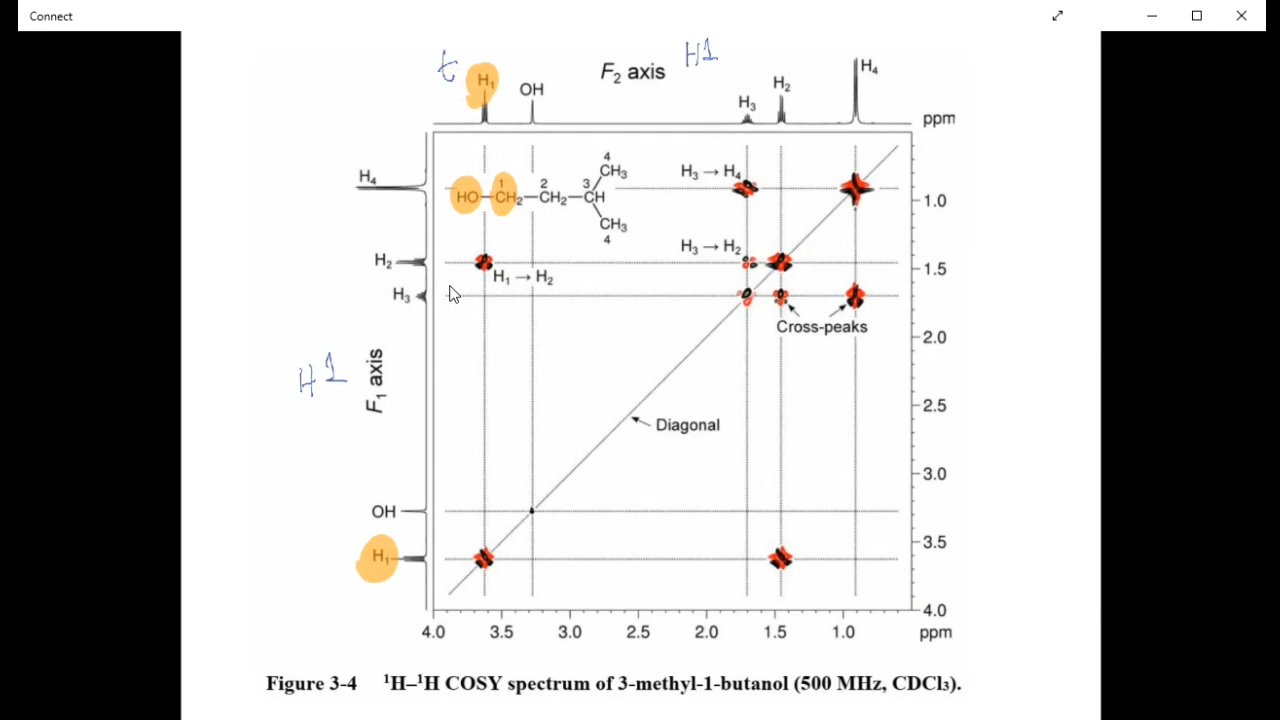 Connect
t
H1
F₂ axis
H₁
OH
H₃
H₂
H₄
ppm
H₄
4
CH₃
H₃ → H₄
HO—CH₂—CH₂—CH
1
2
3
CH₃
4
1.0
H₃ → H₂
H₂
H₁ → H₂
1.5
H₃
Cross-peaks
2.0
H1
F₁ axis
2.5
Diagonal
3.0
OH
3.5
H₁
4.0
4.0 3.5 3.0 2.5 2.0 1.5 1.0 ppm
Figure 3-4 ¹H–¹H COSY spectrum of 3-methyl-1-butanol (500 MHz, CDCl₃).